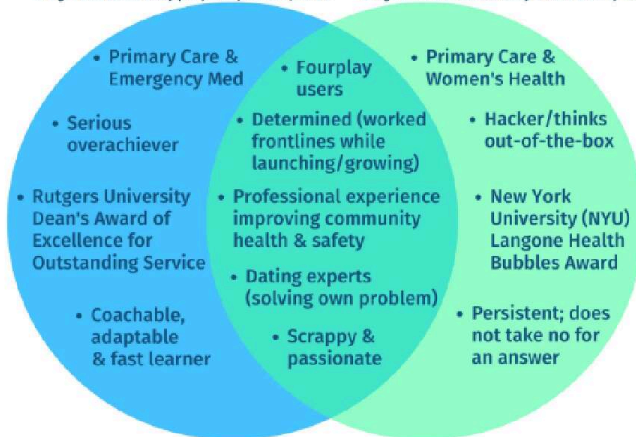 • Primary Care &
Emergency Med
• Serious
overachiever
• Rutgers University
Dean's Award of
Excellence for
Outstanding Service
• Coachable,
adaptable
& fast learner
• Fourplay
users
• Determined (worked
frontlines while
launching/growing)
• Professional experience
improving community
health & safety
• Dating experts
(solving own problem)
• Scrappy &
passionate
• Primary Care &
Women's Health
• Hacker/thinks
out-of-the-box
• New York
University (NYU)
Langone Health
Bubbles Award
• Persistent; does
not take no for
an answer